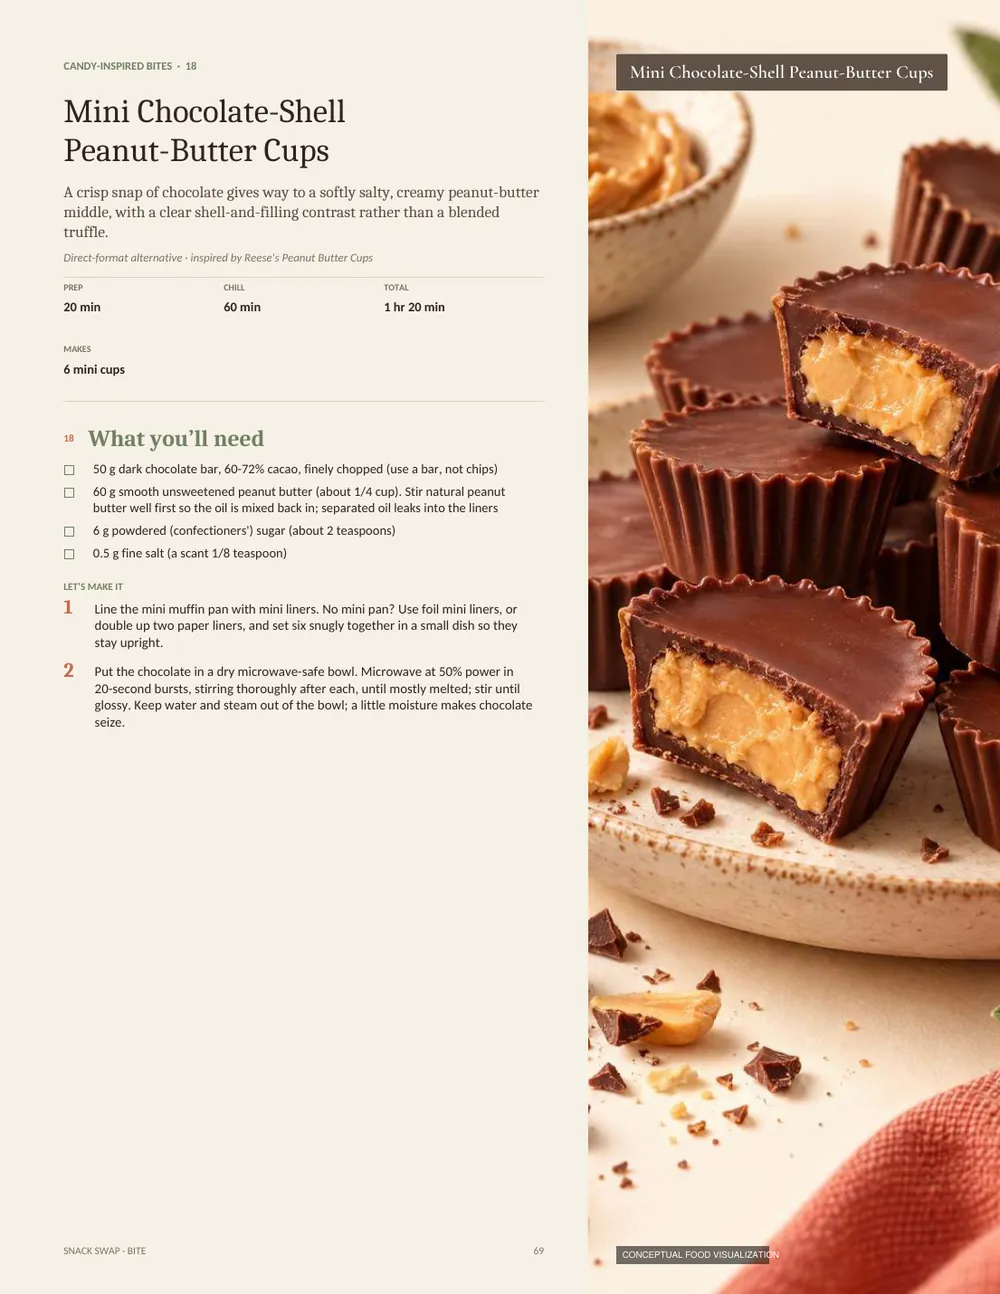 CANDY-INSPIRED BITES · 18
Mini Chocolate-Shell
Peanut-Butter Cups
A crisp snap of chocolate gives way to a softly salty, creamy peanut-butter
middle, with a clear shell-and-filling contrast rather than a blended
truffle.
Direct-format alternative · inspired by Reese's Peanut Butter Cups
PREP
20 min
CHILL
60 min
TOTAL
1 hr 20 min
MAKES
6 mini cups
18 What you’ll need
50 g dark chocolate bar, 60-72% cacao, finely chopped (use a bar, not chips)
60 g smooth unsweetened peanut butter (about 1/4 cup). Stir natural peanut
butter well first so the oil is mixed back in; separated oil leaks into the liners
6 g powdered (confectioners') sugar (about 2 teaspoons)
0.5 g fine salt (a scant 1/8 teaspoon)
LET'S MAKE IT
1 Line the mini muffin pan with mini liners. No mini pan? Use foil mini liners, or
double up two paper liners, and set six snugly together in a small dish so they
stay upright.
2 Put the chocolate in a dry microwave-safe bowl. Microwave at 50% power in
20-second bursts, stirring thoroughly after each, until mostly melted; stir until
glossy. Keep water and steam out of the bowl; a little moisture makes chocolate
seize.
SNACK SWAP · BITE
69
Mini Chocolate-Shell Peanut-Butter Cups
CONCEPTUAL FOOD VISUALIZATION